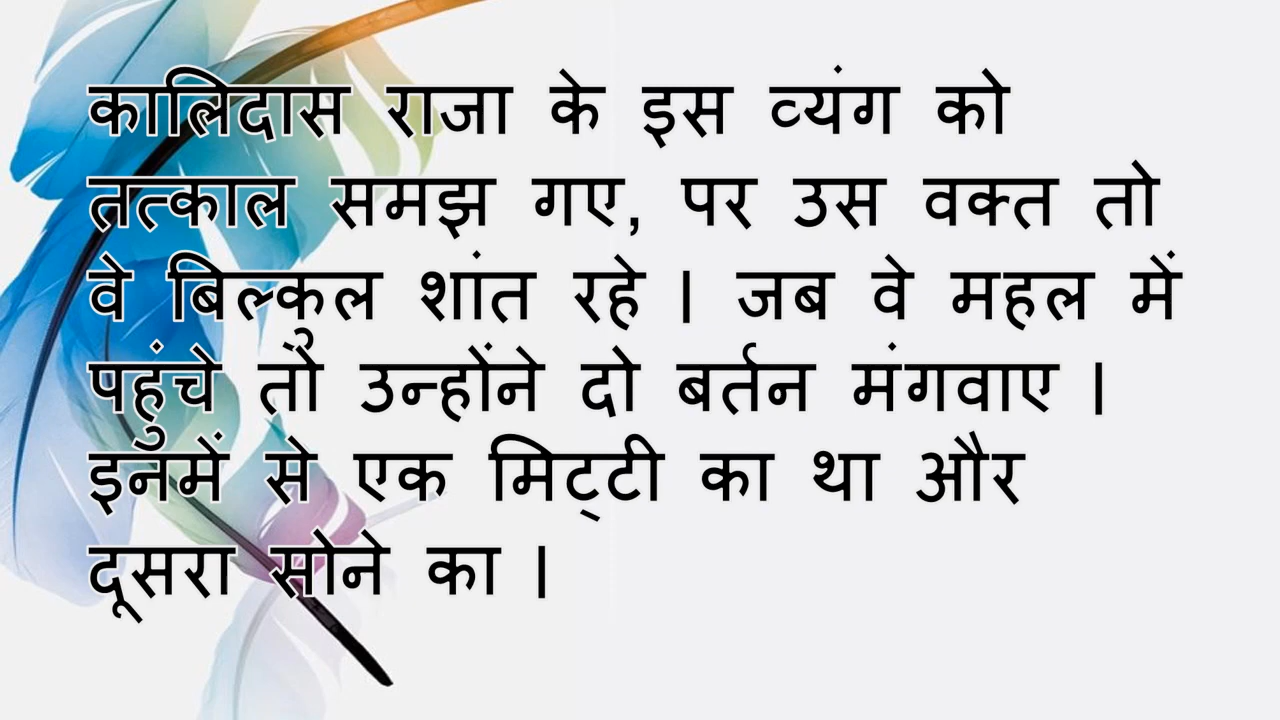 कालिदास राजा के इस व्यंग को
तत्काल समझ गए, पर उस वक्त तो
वे बिल्कुल शांत रहे । जब वे महल में
पहुंचे तो उन्होंने दो बर्तन मंगवाए ।
इनमें से एक मिट्टी का था और
दूसरा सोने का ।